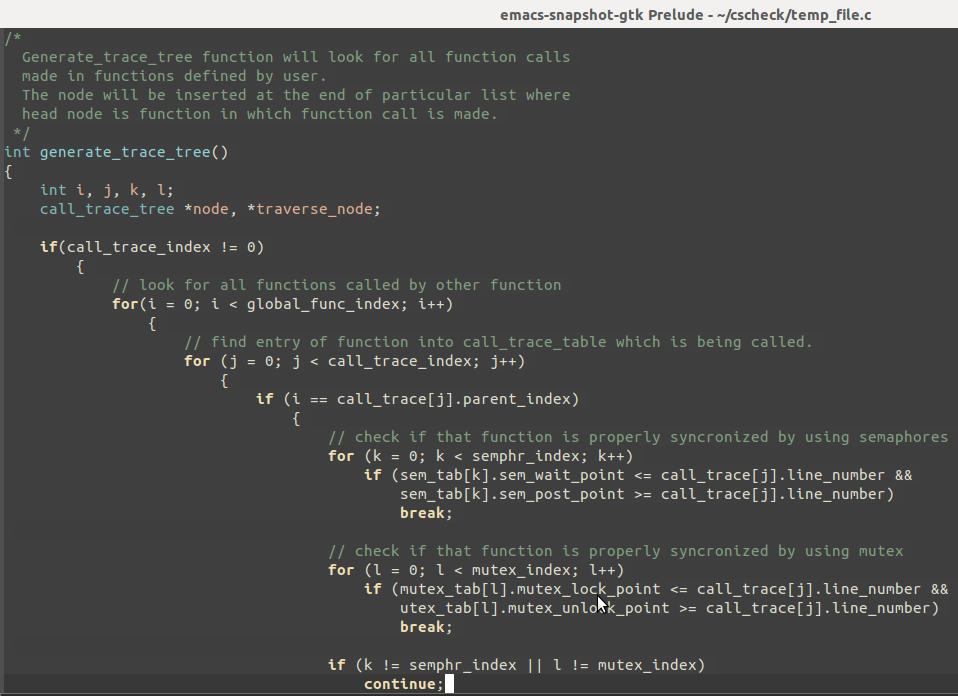 emacs-snapshot-gtk Prelude - ~/cscheck/temp_file.c
/*
  Generate_trace_tree function will look for all function calls
  made in functions defined by user.
  The node will be inserted at the end of particular list where
  head node is function in which function call is made.
 */
int generate_trace_tree()
{
    int i, j, k, l;
    call_trace_tree *node, *traverse_node;

    if(call_trace_index != 0)
        {
            // look for all functions called by other function
            for(i = 0; i < global_func_index; i++)
                {
                    // find entry of function into call_trace_table which is being called.
                    for (j = 0; j < call_trace_index; j++)
                        {
                            if (i == call_trace[j].parent_index)
                                {
                                    // check if that function is properly syncronized by using semaphores
                                    for (k = 0; k < semphr_index; k++)
                                        if (sem_tab[k].sem_wait_point <= call_trace[j].line_number &&
                                            sem_tab[k].sem_post_point >= call_trace[j].line_number)
                                            break;

                                    // check if that function is properly syncronized by using mutex
                                    for (l = 0; l < mutex_index; l++)
                                        if (mutex_tab[l].mutex_lock_point <= call_trace[j].line_number &&
                                            utex_tab[l].mutex_unlock_point >= call_trace[j].line_number)
                                            break;

                                    if (k != semphr_index || l != mutex_index)
                                        continue;